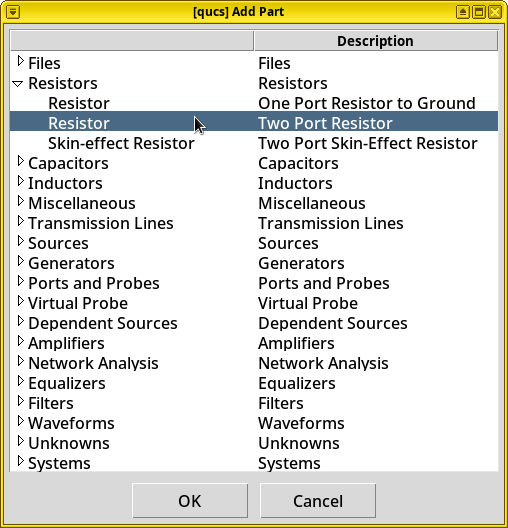 [qucs] Add Part
Description
Files Files
Resistors Resistors
Resistor One Port Resistor to Ground
Resistor Two Port Resistor
Skin-effect Resistor Two Port Skin-Effect Resistor
Capacitors Capacitors
Inductors Inductors
Miscellaneous Miscellaneous
Transmission Lines Transmission Lines
Sources Sources
Generators Generators
Ports and Probes Ports and Probes
Virtual Probe Virtual Probe
Dependent Sources Dependent Sources
Amplifiers Amplifiers
Network Analysis Network Analysis
Equalizers Equalizers
Filters Filters
Waveforms Waveforms
Unknowns Unknowns
Systems Systems
OK Cancel